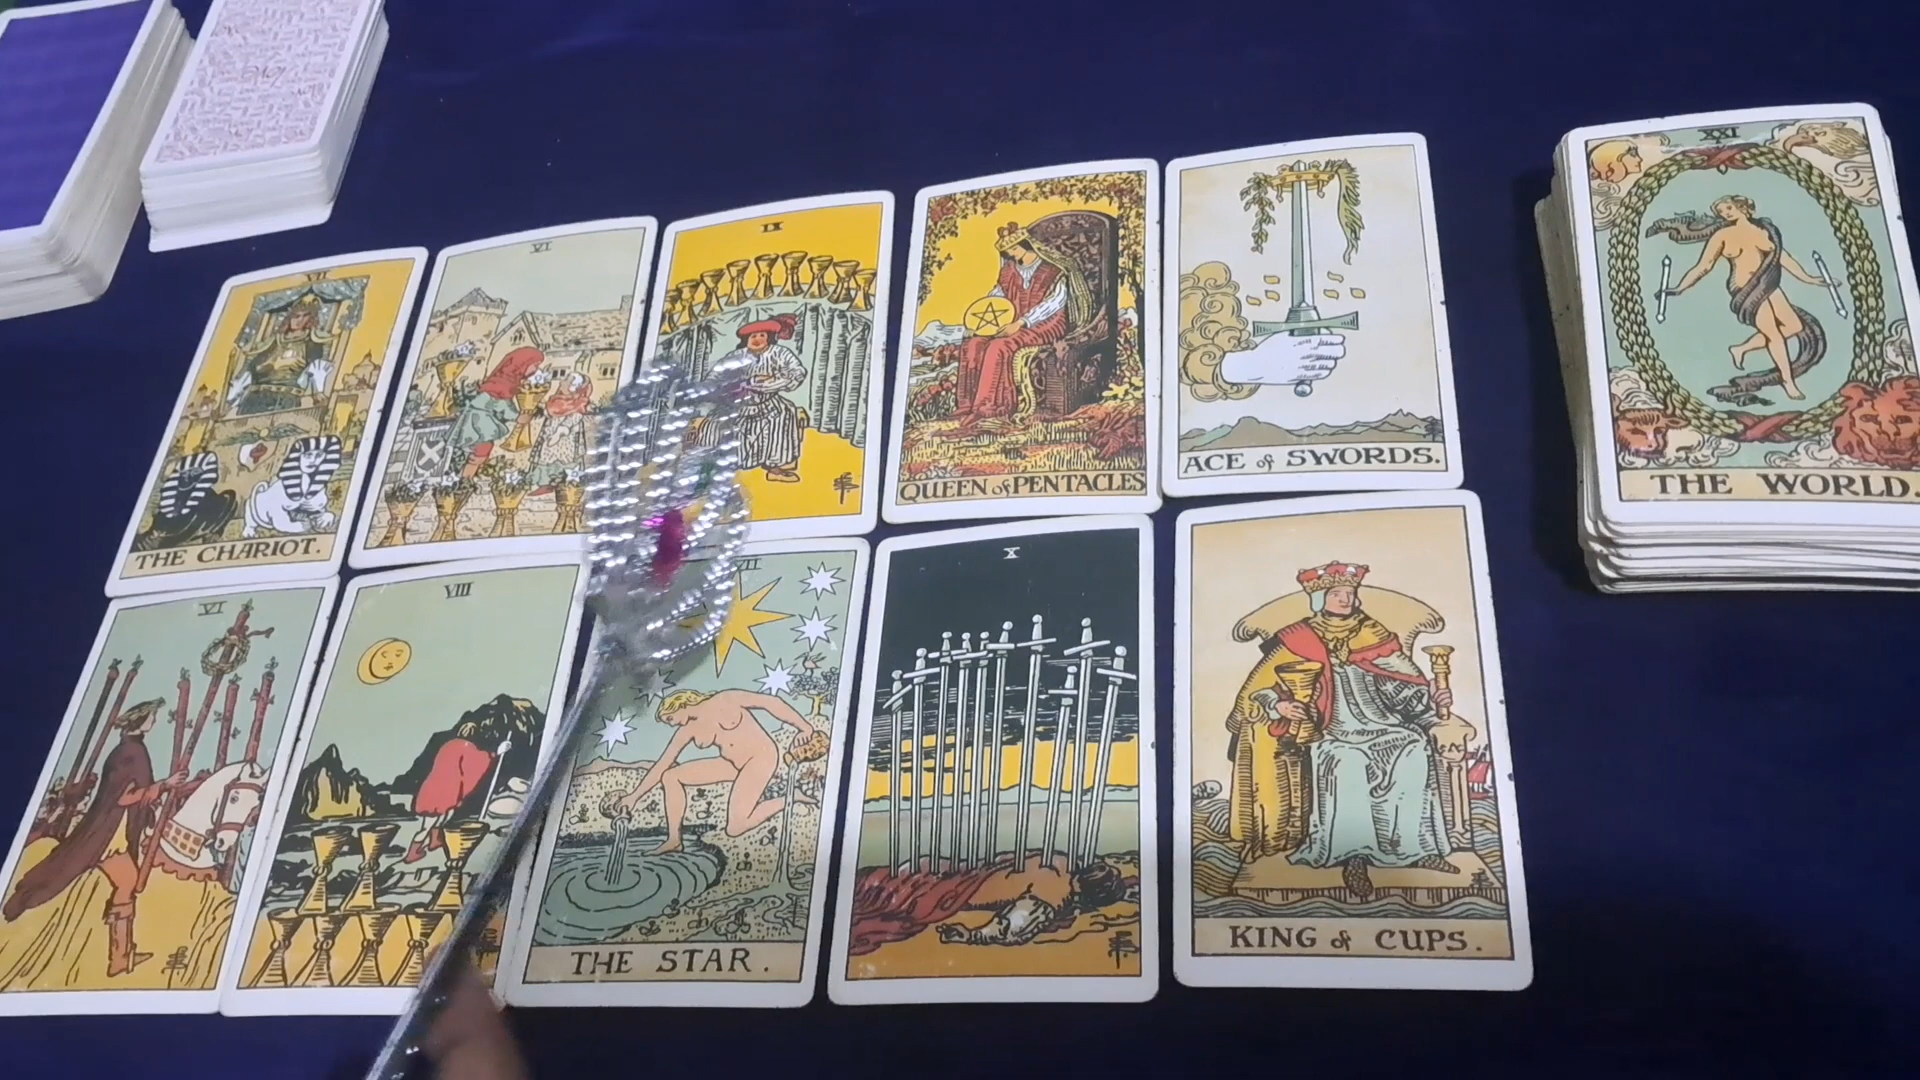 VII
THE CHARIOT.
VI
IX
QUEEN of PENTACLES
ACE of SWORDS.
XXI
THE WORLD.
VI
VIII
VII
THE STAR.
X
KING of CUPS.